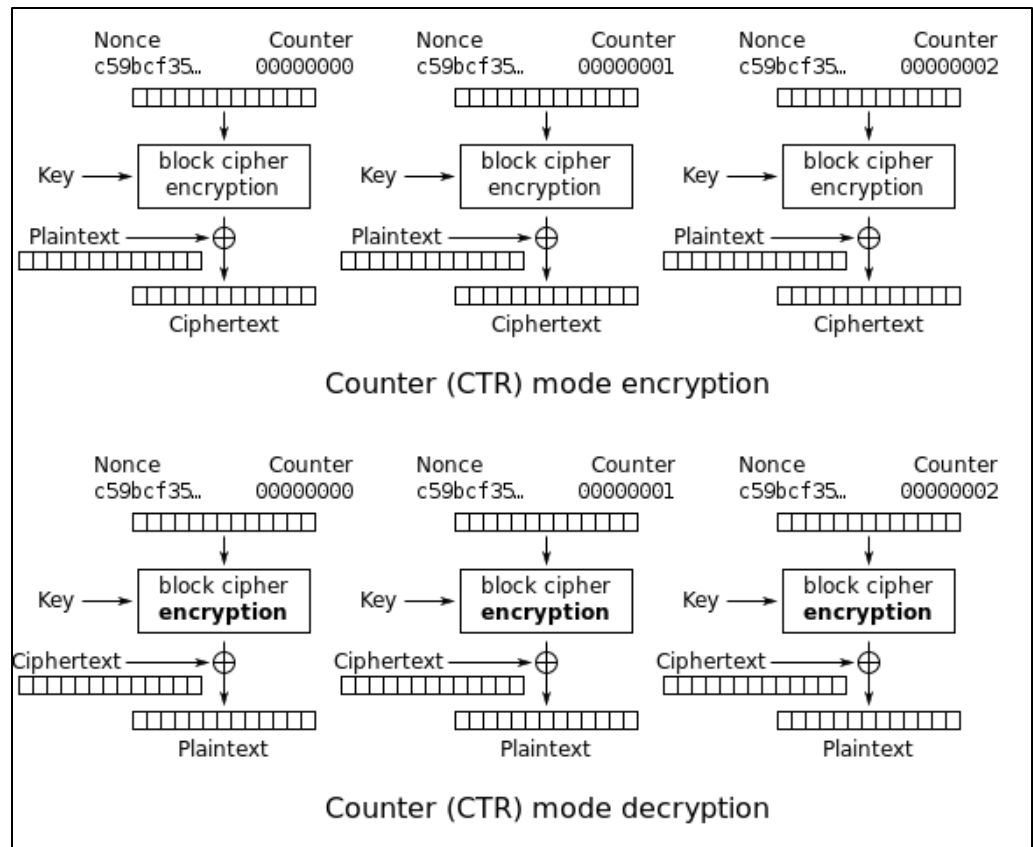 Nonce Counter Nonce Counter Nonce Counter
c59bcf35… 00000000 c59bcf35… 00000001 c59bcf35… 00000002
block cipher block cipher block cipher
Key encryption Key encryption Key encryption
Plaintext Plaintext Plaintext
Ciphertext Ciphertext Ciphertext
Counter (CTR) mode encryption
Nonce Counter Nonce Counter Nonce Counter
c59bcf35… 00000000 c59bcf35… 00000001 c59bcf35… 00000002
block cipher block cipher block cipher
Key encryption Key encryption Key encryption
Ciphertext Ciphertext Ciphertext
Plaintext Plaintext Plaintext
Counter (CTR) mode decryption